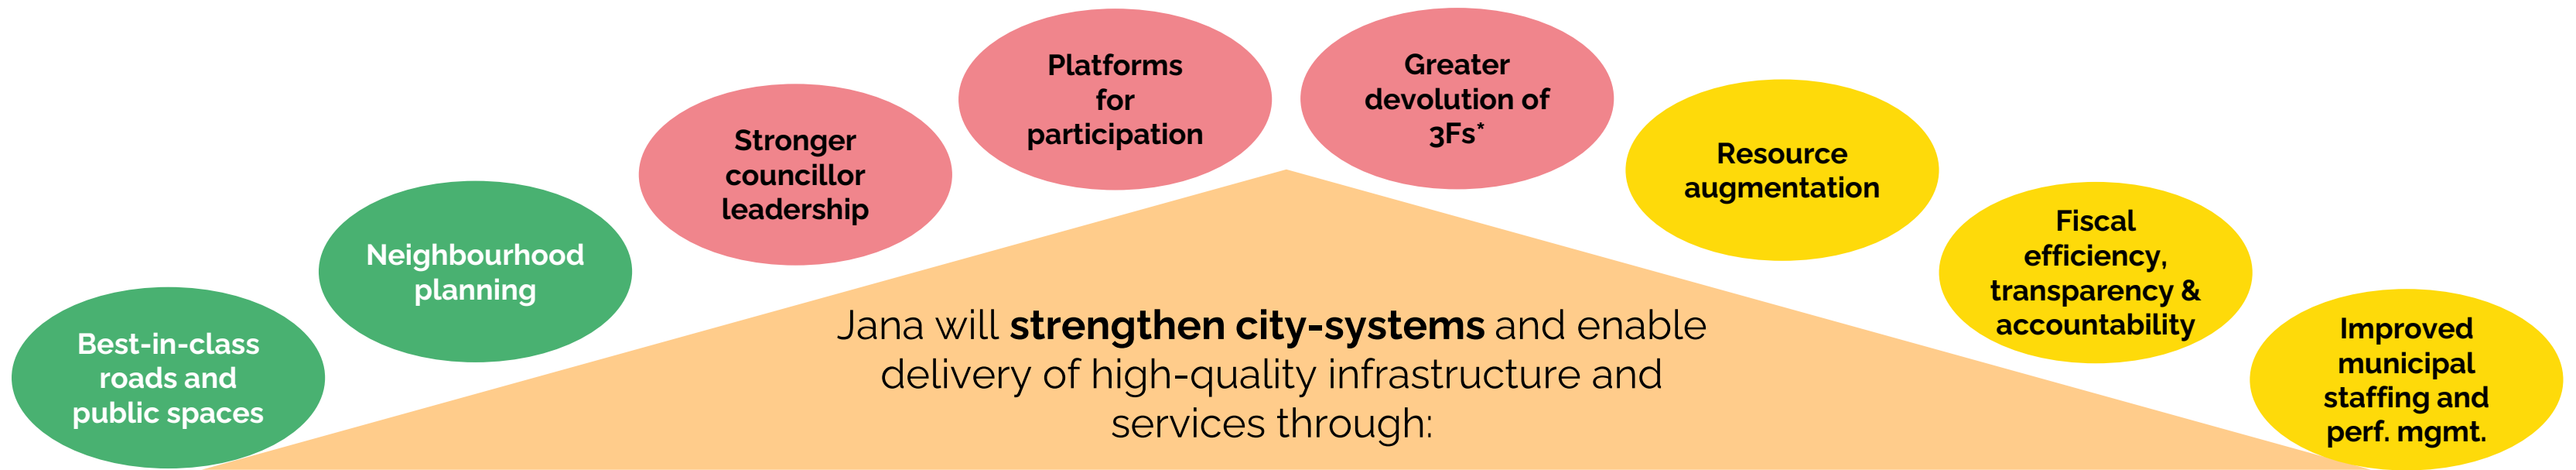 Best-in-class
roads and
public spaces
Neighbourhood
planning
Stronger
councillor
leadership
Platforms
for
participation
Greater
devolution of
3Fs*
Resource
augmentation
Fiscal
efficiency,
transparency &
accountability
Improved
municipal
staffing and
perf. mgmt.
Jana will strengthen city-systems and enable
delivery of high-quality infrastructure and
services through: